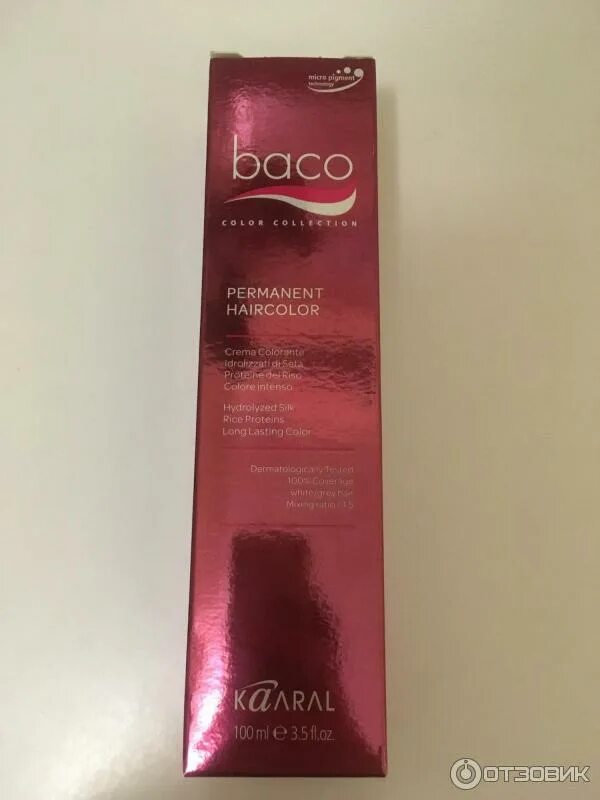 micro pigment
technology
baco
COLOR COLLECTION
PERMANENT
HAIRCOLOR
Crema Colorante
Idrolizzati di Seta
Proteine del Riso
Colore intenso
Hydrolyzed Silk
Rice Proteins
Long Lasting Color
Dermatologically Tested
100% Coverage
white/grey hair
Mixing ratio 1:1.5
KAARAL
100 ml e 3.5 fl.oz.
ОТЗОВИК